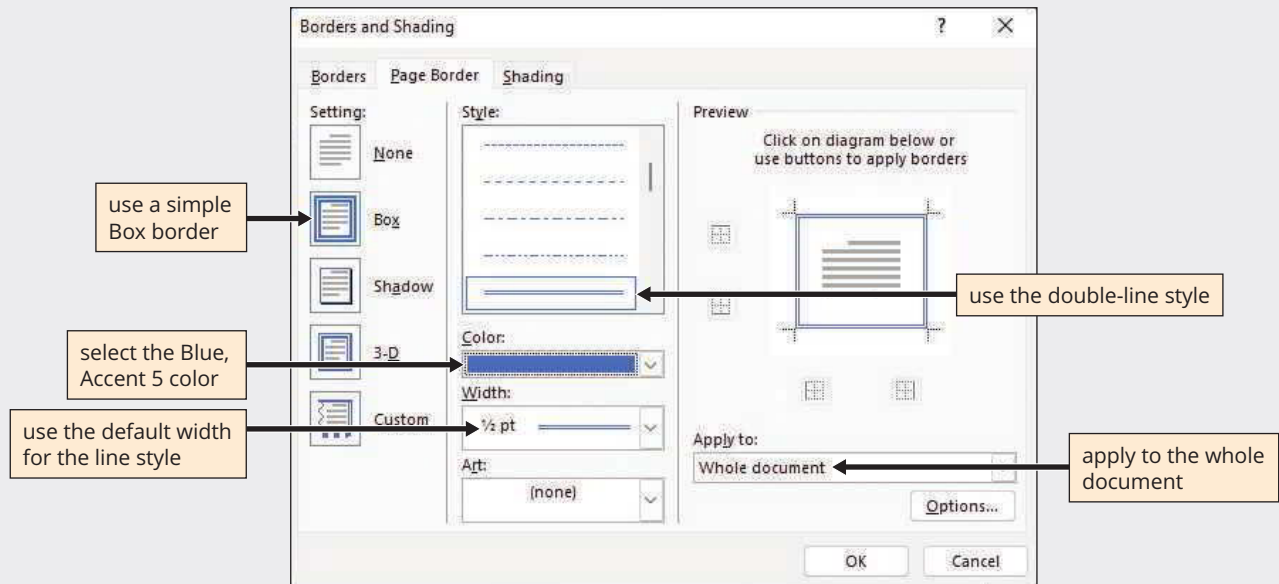 Borders and Shading ? ×
Borders Page Border Shading
Setting:
None
Box
Shadow
3-D
Custom
Style:
Color:
Width:
½ pt
Art:
(none)
Preview
Click on diagram below or
use buttons to apply borders
Apply to:
Whole document
Options...
OK Cancel
use a simple
Box border
select the Blue,
Accent 5 color
use the default width
for the line style
use the double-line style
apply to the whole
document